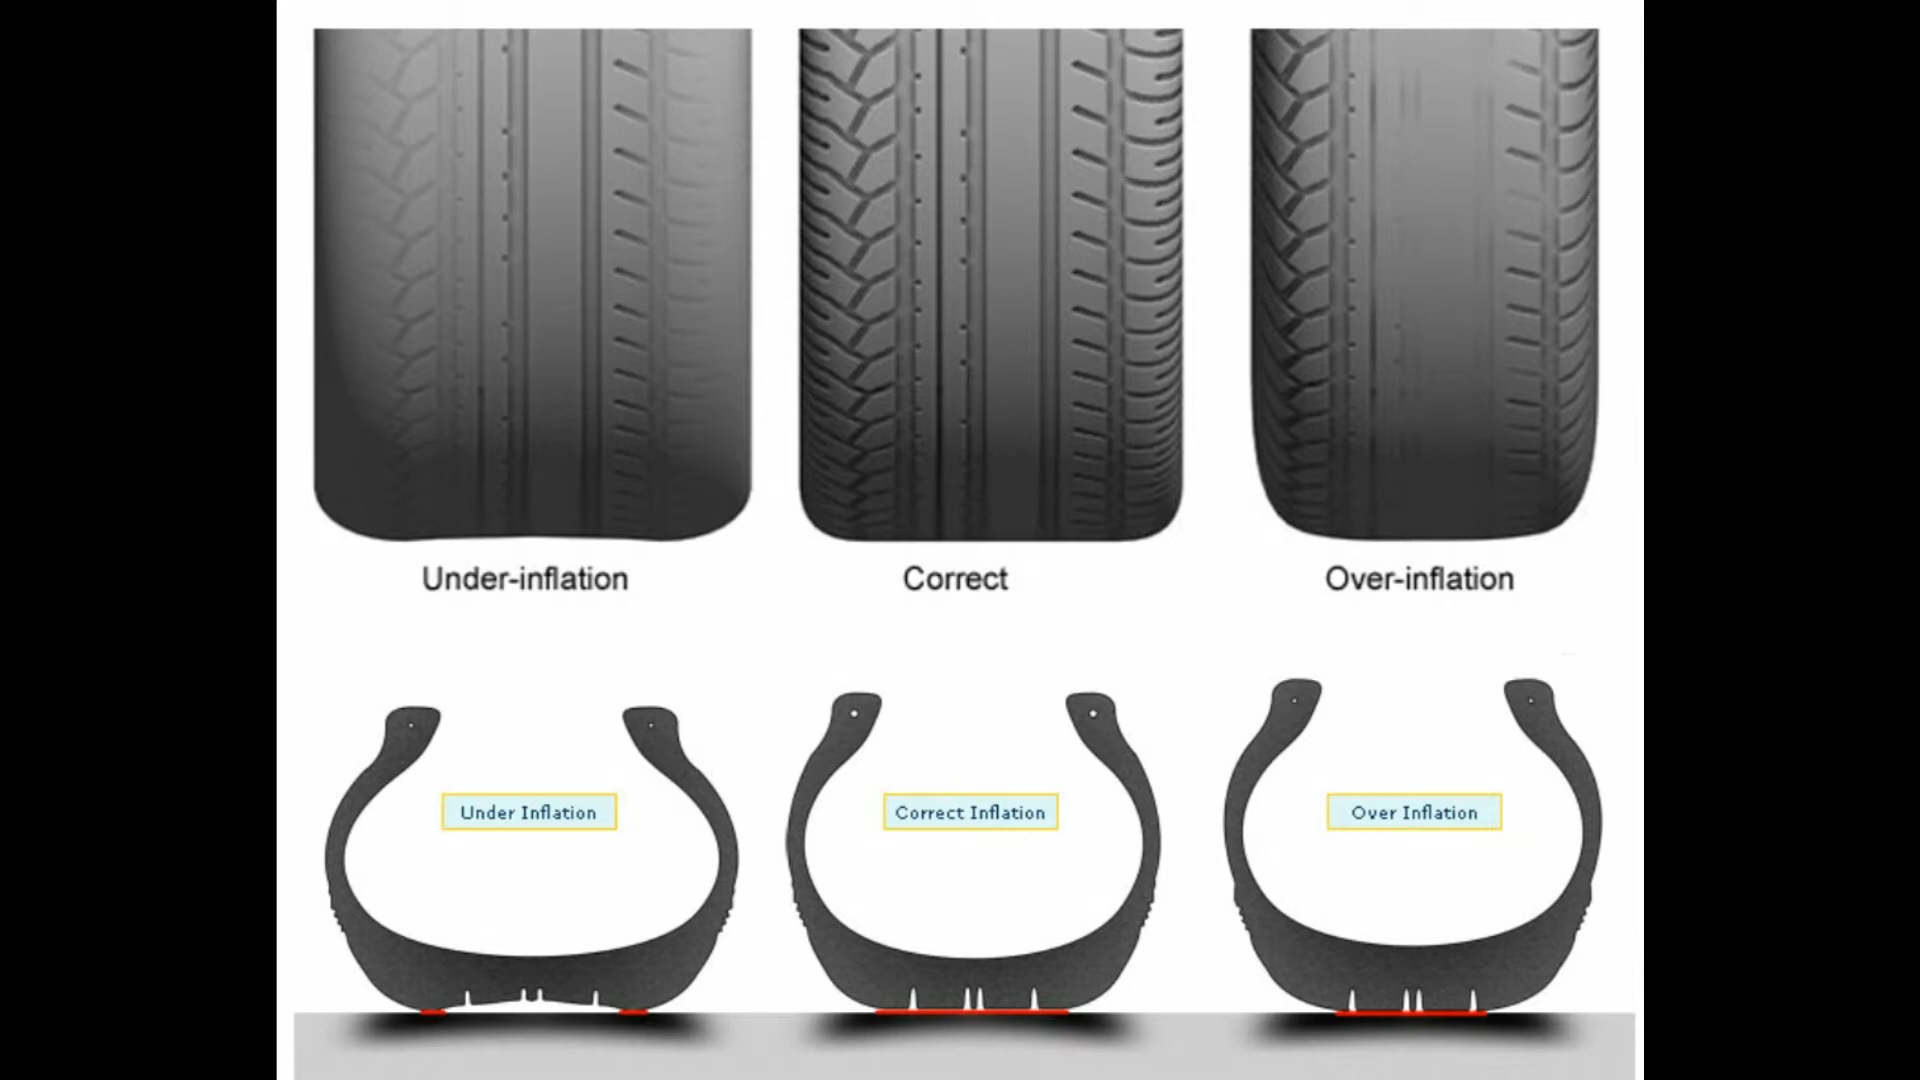 Under-inflation
Correct
Over-inflation
Under Inflation
Correct Inflation
Over Inflation